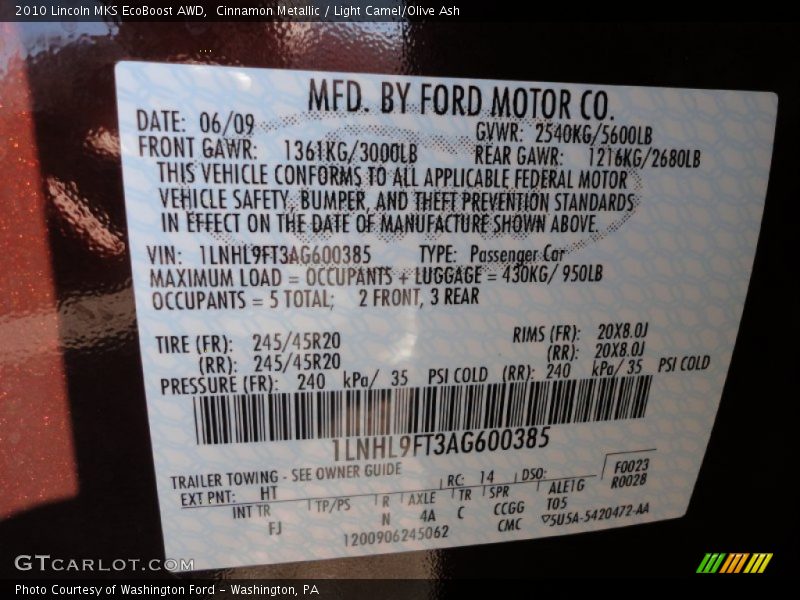 2010 Lincoln MKS EcoBoost AWD, Cinnamon Metallic / Light Camel/Olive Ash
MFD. BY FORD MOTOR CO.
DATE: 06/09 GVWR: 2540KG/5600LB
FRONT GAWR: 1361KG/3000LB REAR GAWR: 1216KG/2680LB
THIS VEHICLE CONFORMS TO ALL APPLICABLE FEDERAL MOTOR
VEHICLE SAFETY, BUMPER, AND THEFT PREVENTION STANDARDS
IN EFFECT ON THE DATE OF MANUFACTURE SHOWN ABOVE.
VIN: 1LNHL9FT3AG600385 TYPE: Passenger Car
MAXIMUM LOAD = OCCUPANTS + LUGGAGE = 430KG/ 950LB
OCCUPANTS = 5 TOTAL; 2 FRONT, 3 REAR
TIRE (FR): 245/45R20 RIMS (FR): 20X8.0J
(RR): 245/45R20 (RR): 20X8.0J
PRESSURE (FR): 240 kPa/ 35 PSI COLD (RR): 240 kPa/ 35 PSI COLD
1LNHL9FT3AG600385
TRAILER TOWING - SEE OWNER GUIDE
EXT PNT: HT RC: 14 DSO: F0023
R0028
INT TR TP/PS R AXLE TR SPR ALE1G
FJ N 4A C CCGG T05
1200906245062 CMC ▽5U5A-5420472-AA
GTCARLOT.COM
Photo Courtesy of Washington Ford - Washington, PA